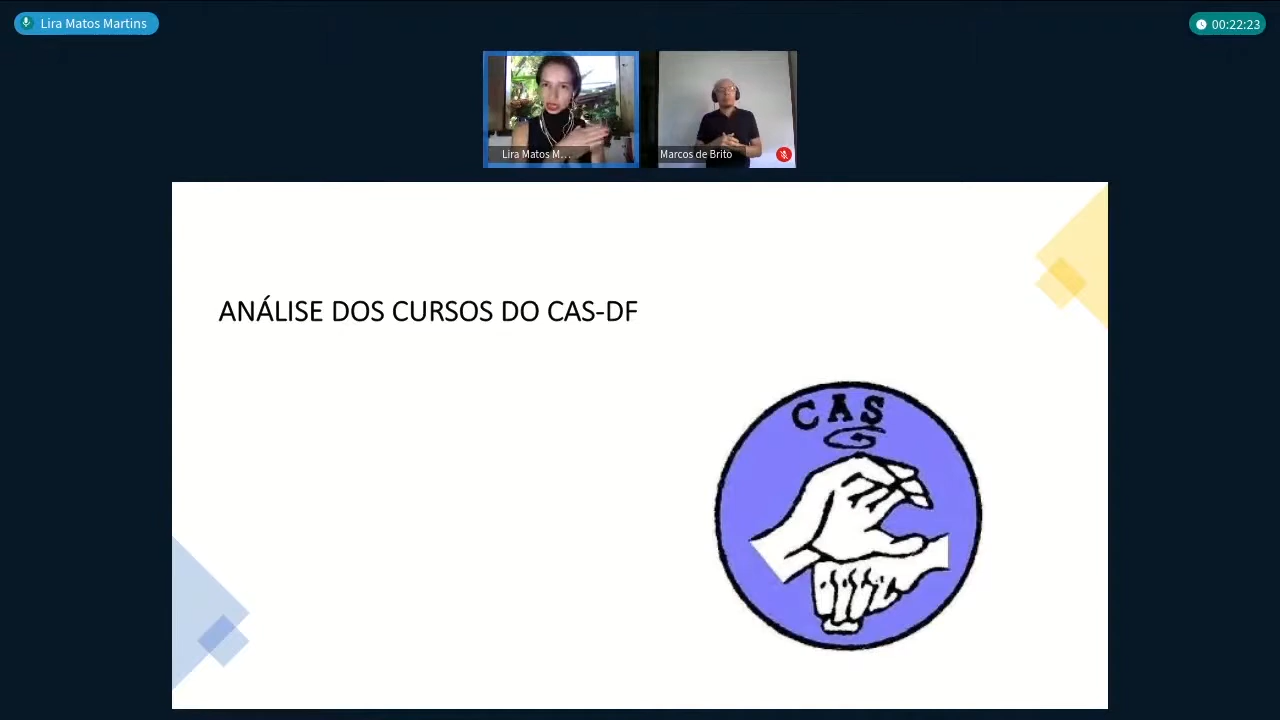 Lira Matos Martins
00:22:23
Lira Matos M...
Marcos de Brito
ANÁLISE DOS CURSOS DO CAS-DF
CAS